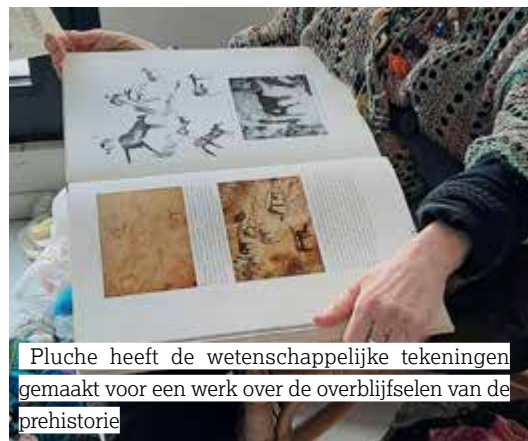 Pluche heeft de wetenschappelijke tekeningen
gemaakt voor een werk over de overblijfselen van de
prehistorie